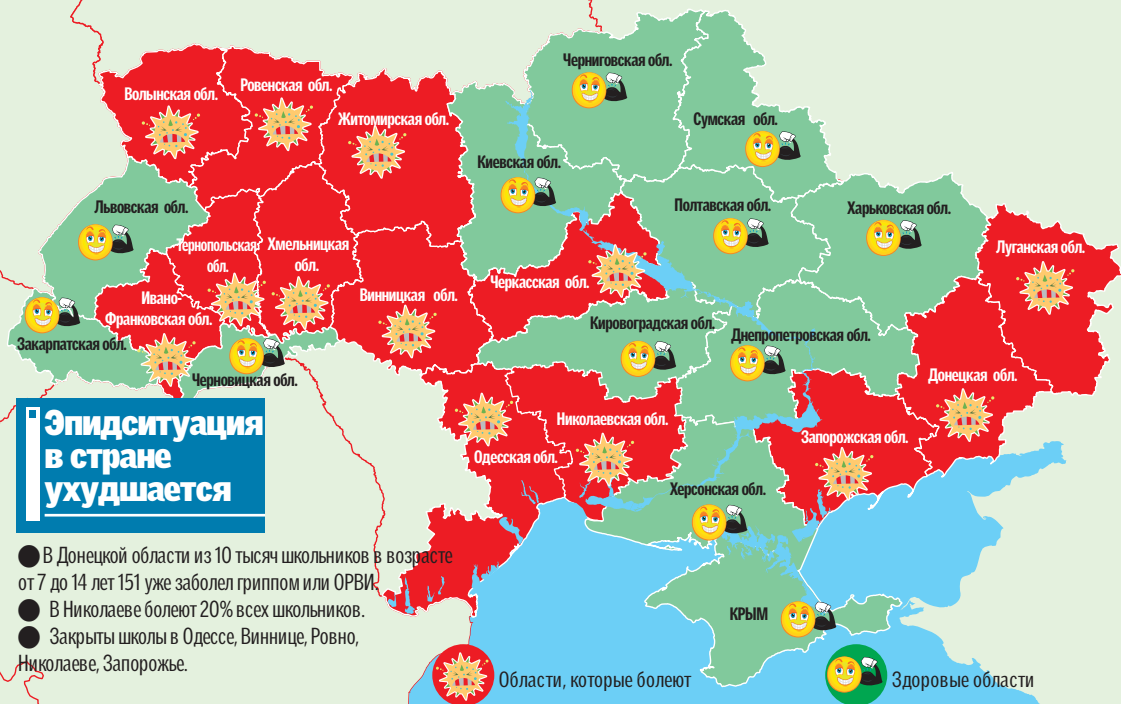 Черниговская обл.
Ровенская обл.
Волынская обл.
Житомирская обл.
Сумская обл.
Киевская обл.
Львовская обл.
Полтавская обл.
Харьковская обл.
Тернопольская
обл.
Хмельницкая
обл.
Луганская обл.
Черкасская обл.
Винницкая обл.
Ивано-
Франковская обл.
Кировоградская обл.
Днепропетровская обл.
Закарпатская обл.
Черновицкая обл.
Донецкая обл.
Николаевская обл.
Запорожская обл.
Одесская обл.
Херсонская обл.
КРЫМ
Эпидситуация
в стране
ухудшается
В Донецкой области из 10 тысяч школьников в возрасте
от 7 до 14 лет 151 уже заболел гриппом или ОРВИ.
В Николаеве болеют 20% всех школьников.
Закрыты школы в Одессе, Виннице, Ровно,
Николаеве, Запорожье.
Области, которые болеют
Здоровые области